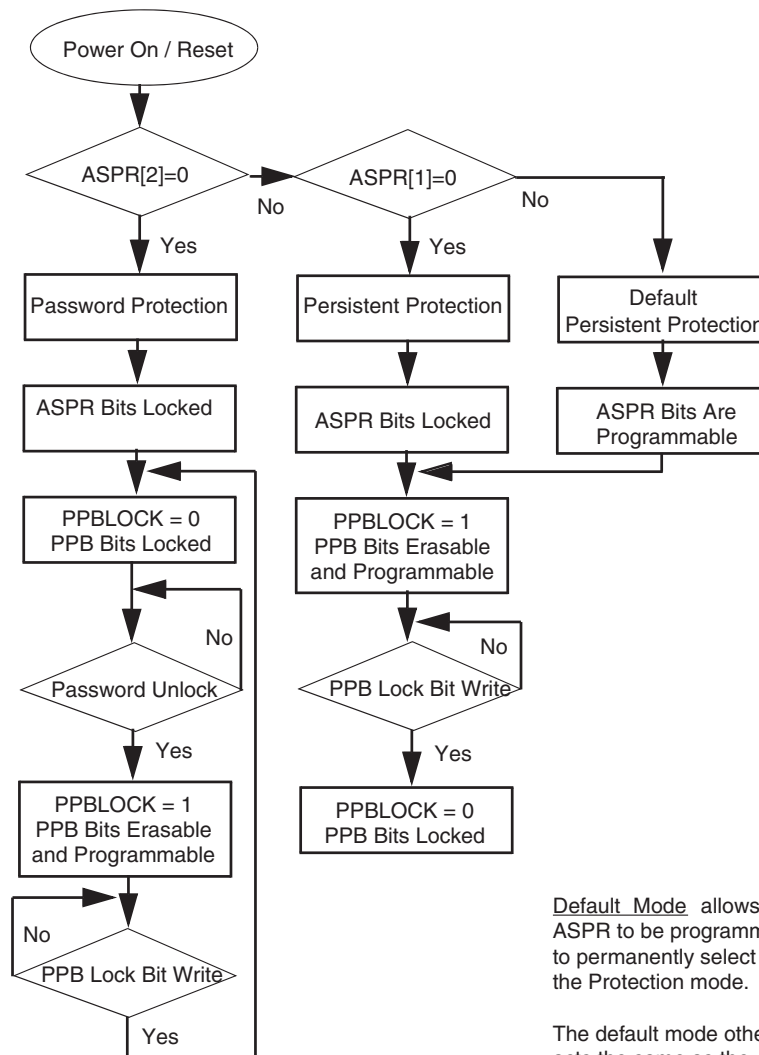 Power On / Reset
ASPR[2]=0
No
Yes
ASPR[1]=0
No
Yes
Password Protection
Persistent Protection
Default
Persistent Protection
ASPR Bits Locked
ASPR Bits Locked
ASPR Bits Are
Programmable
PPBLOCK = 0
PPB Bits Locked
PPBLOCK = 1
PPB Bits Erasable
and Programmable
No
Password Unlock
Yes
No
PPB Lock Bit Write
Yes
PPBLOCK = 1
PPB Bits Erasable
and Programmable
PPBLOCK = 0
PPB Bits Locked
No
PPB Lock Bit Write
Yes
Default Mode allows
ASPR to be programm
to permanently select
the Protection mode.
The default mode othe